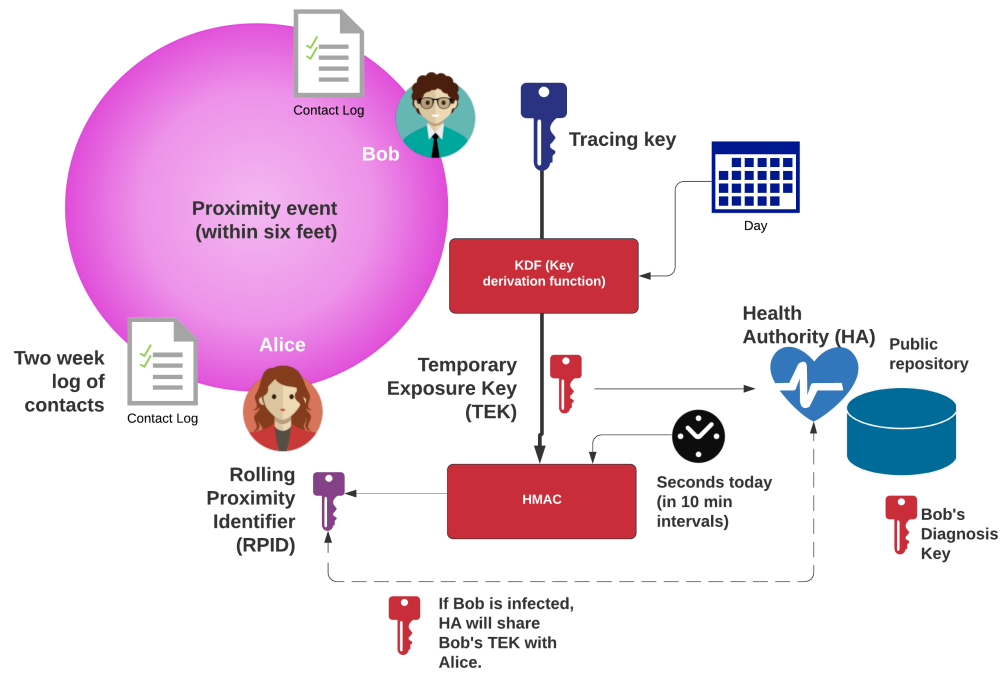 Contact Log
Bob
Tracing key
Proximity event
(within six feet)
Day
KDF (Key
derivation function)
Health
Authority (HA)
Public
repository
Alice
Two week
log of
contacts
Contact Log
Temporary
Exposure Key
(TEK)
Rolling
Proximity
Identifier
(RPID)
HMAC
Seconds today
(in 10 min
intervals)
Bob's
Diagnosis
Key
If Bob is infected,
HA will share
Bob's TEK with
Alice.